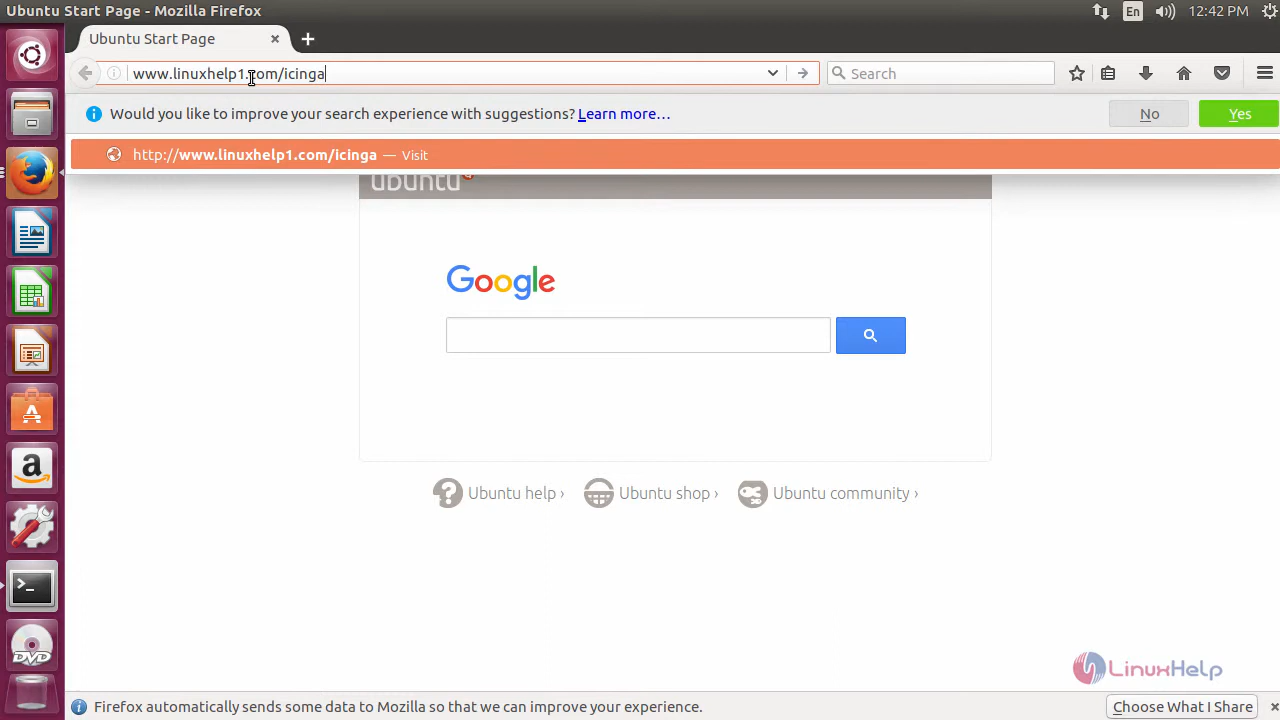 Ubuntu Start Page - Mozilla Firefox
En
12:42 PM
Ubuntu Start Page
www.linuxhelp1.com/icinga
Search
Would you like to improve your search experience with suggestions? Learn more…
No
Yes
http://www.linuxhelp1.com/icinga — Visit
ubuntu
Google
Ubuntu help ›
Ubuntu shop ›
Ubuntu community ›
a
>_
DVD
LinuxHelp
Firefox automatically sends some data to Mozilla so that we can improve your experience.
Choose What I Share